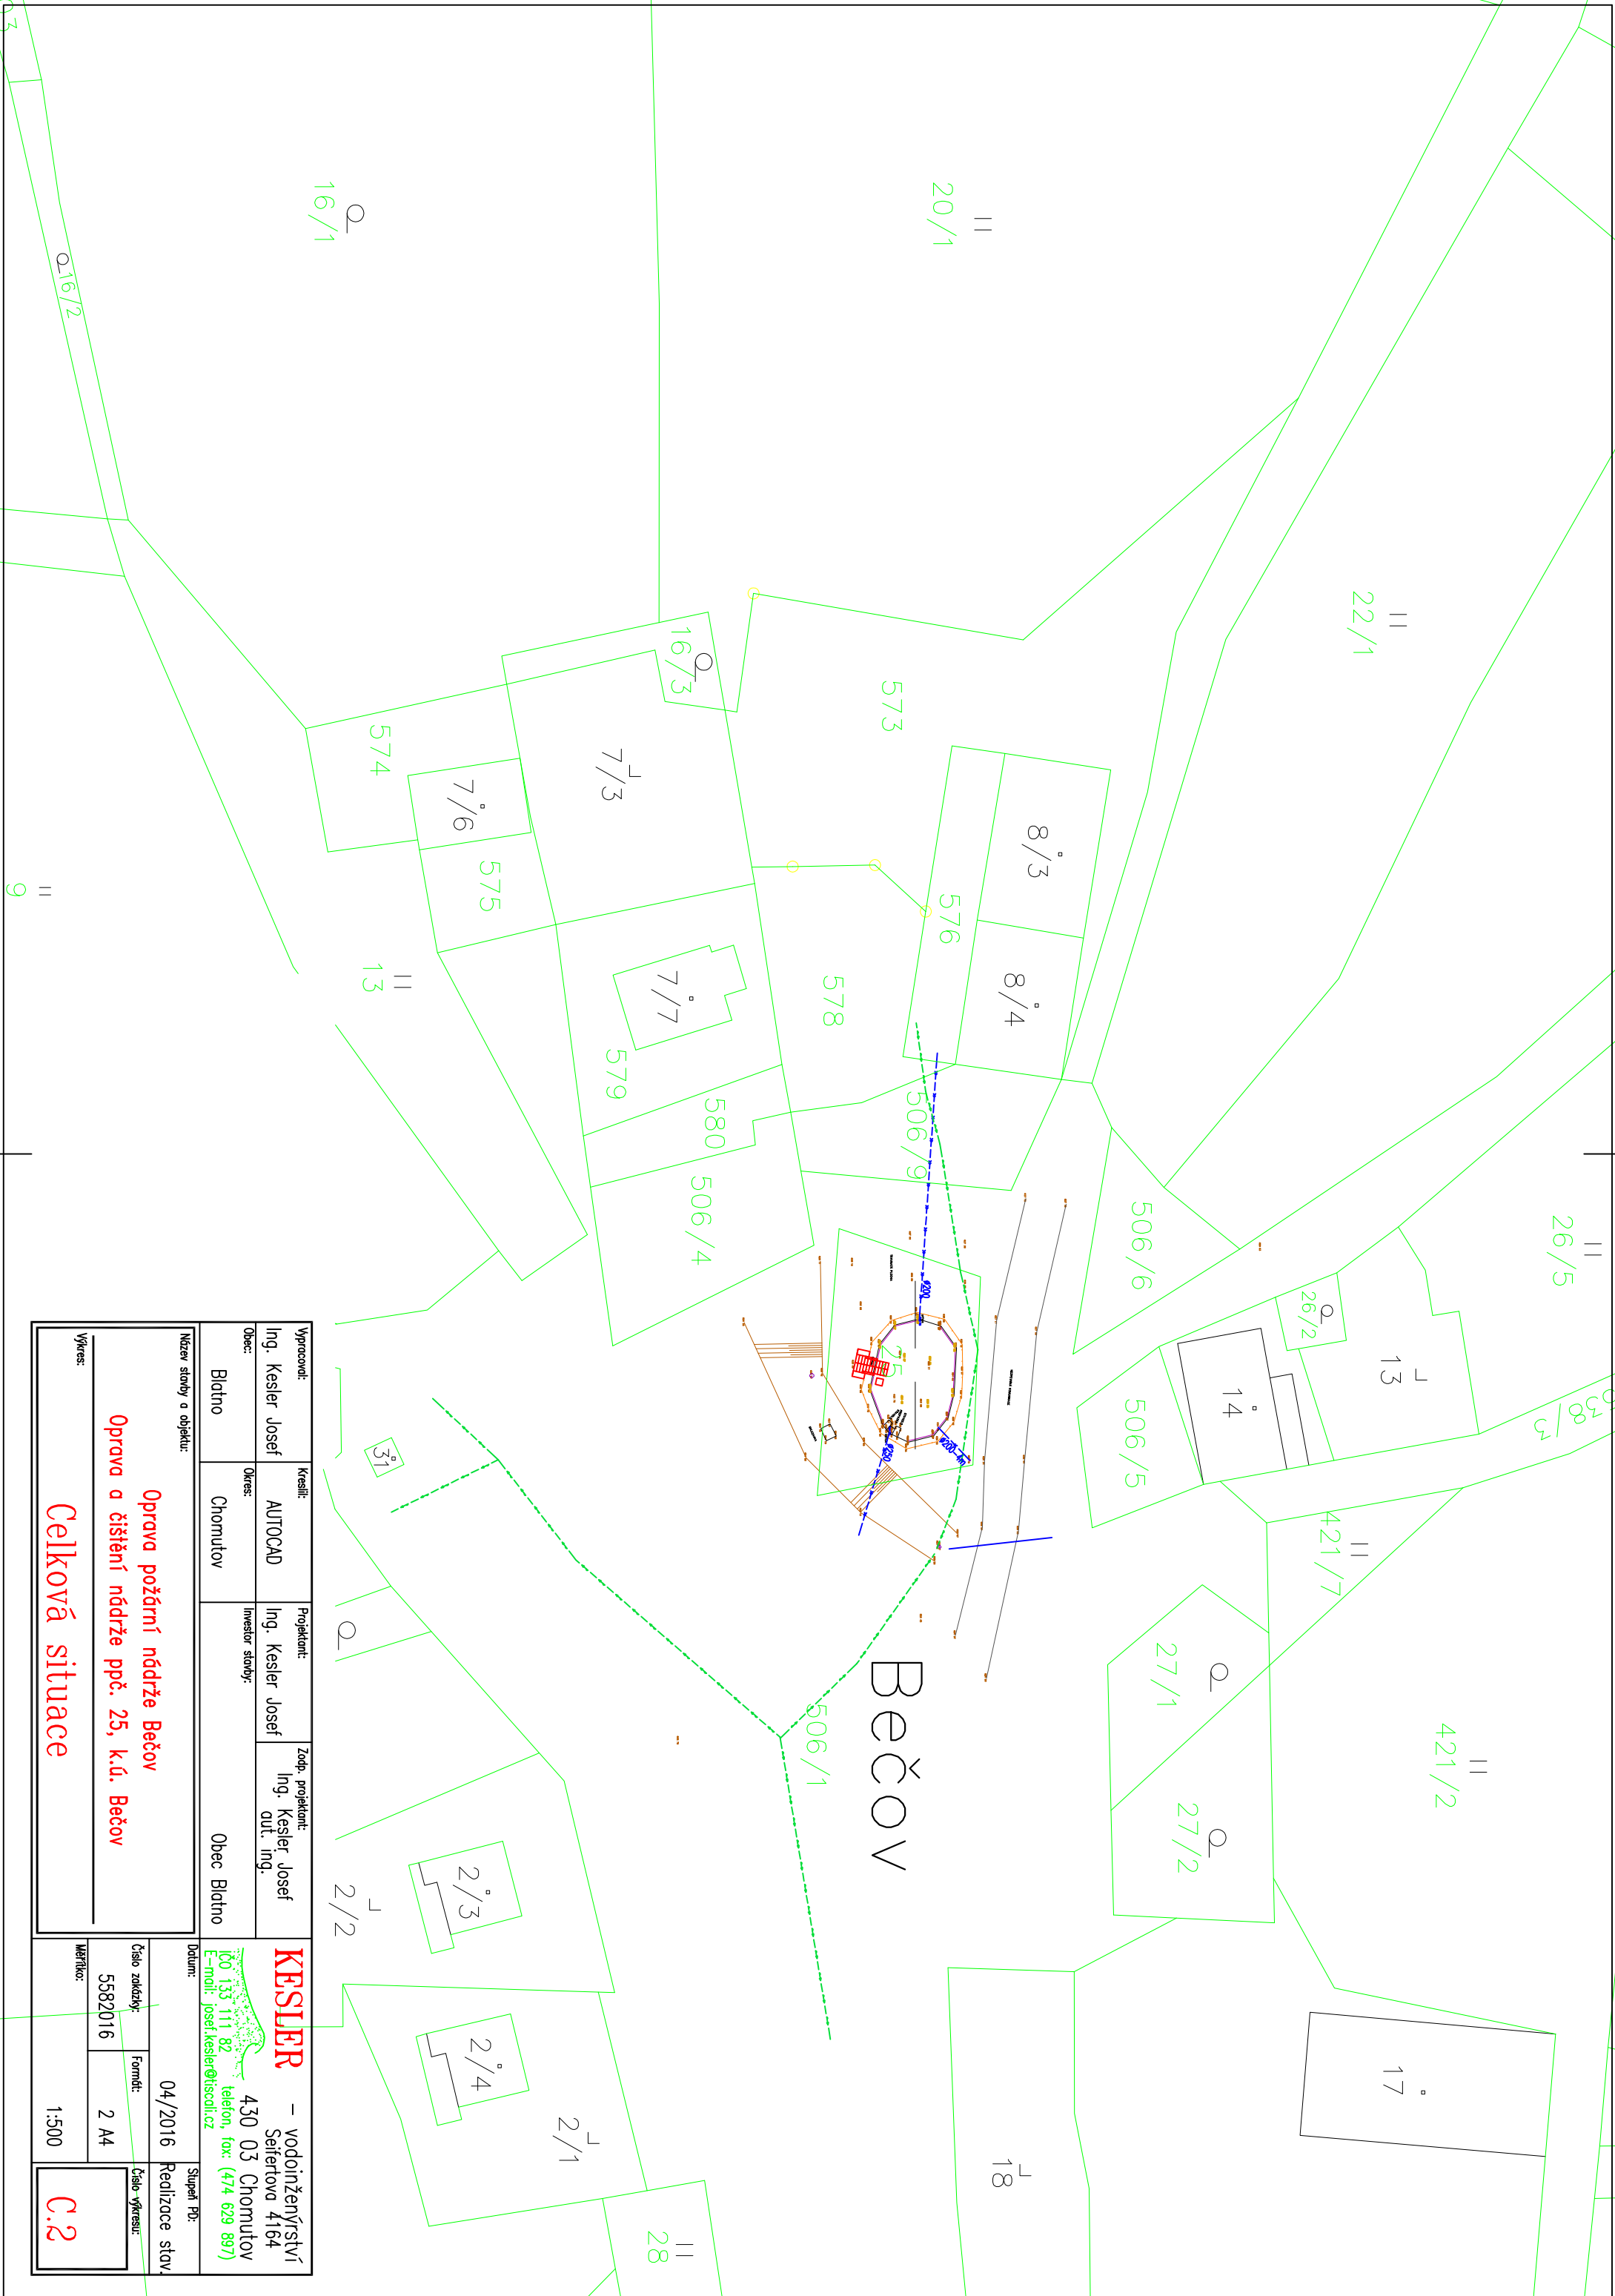 20/1
22/1
16/1
16/2
16/3
573
574
7/3
7/6
575
8/3
576
8/4
9
13
7/7
578
579
580
506/9
506/4
506/6
26/5
26/2
13
14
506/5
25
ø200
ø200-4m
ø250
31
421/7
27/1
421/2
27/2
Bečov
506/1
2/3
2/2
2/4
2/1
17
18
28
Vypracoval:
Ing. Kesler Josef
Kreslil:
AUTOCAD
Projektant:
Ing. Kesler Josef
Zodp. projektant:
Ing. Kesler Josef
aut. ing.
Obec:
Blatno
Okres:
Chomutov
Investor stavby:
Obec Blatno
KESLER – vodoinženýrství
Seifertova 4164
430 03 Chomutov
IČO 133 111 82 telefon, fax: (474 629 897)
E-mail: josef.kesler@tiscali.cz
Název stavby a objektu:
Oprava požární nádrže Bečov
Oprava a čištění nádrže ppč. 25, k.ú. Bečov
Výkres:
Celková situace
Datum:
04/2016
Stupeň PD:
Realizace stav.
Číslo zakázky:
5582016
Formát:
2 A4
Měřítko:
1:500
Číslo výkresu:
C.2